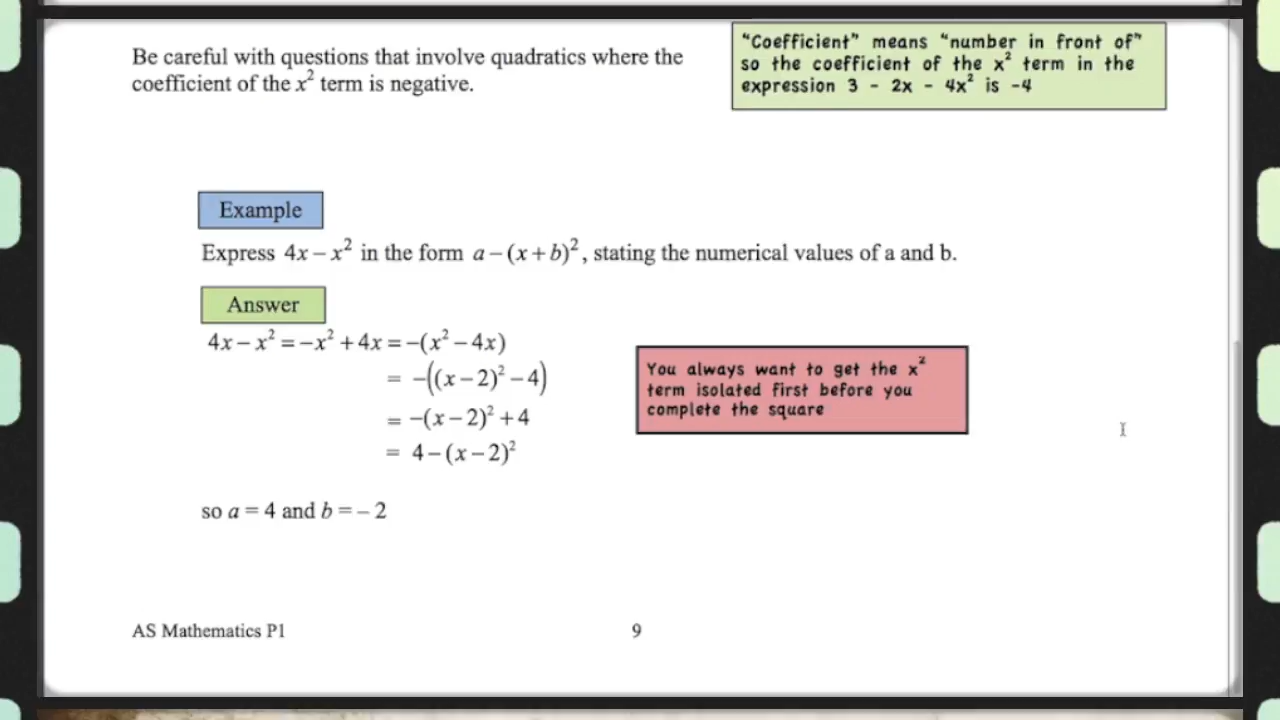 Be careful with questions that involve quadratics where the
coefficient of the x² term is negative.
"Coefficient" means "number in front of"
so the coefficient of the x² term in the
expression 3 - 2x - 4x² is -4
Example
Express 4x – x² in the form a – (x + b)², stating the numerical values of a and b.
Answer
4x – x² = –x² + 4x = –(x² – 4x)
= –((x – 2)² – 4)
= –(x – 2)² + 4
= 4 – (x – 2)²
You always want to get the x²
term isolated first before you
complete the square
so a = 4 and b = – 2
AS Mathematics P1
9